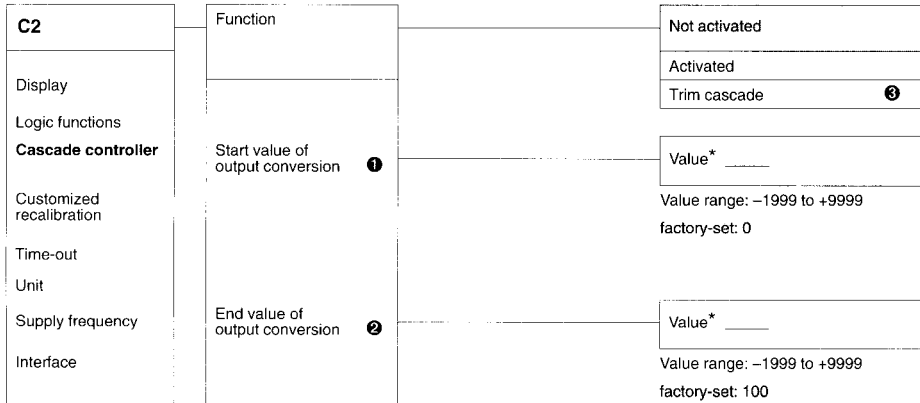 C2
Display
Logic functions
Cascade controller
Customized
recalibration
Time-out
Unit
Supply frequency
Interface
Function
Start value of
output conversion ❶
End value of
output conversion ❷
Not activated
Activated
Trim cascade ❸
Value* _____
Value range: –1999 to +9999
factory-set: 0
Value* _____
Value range: –1999 to +9999
factory-set: 100